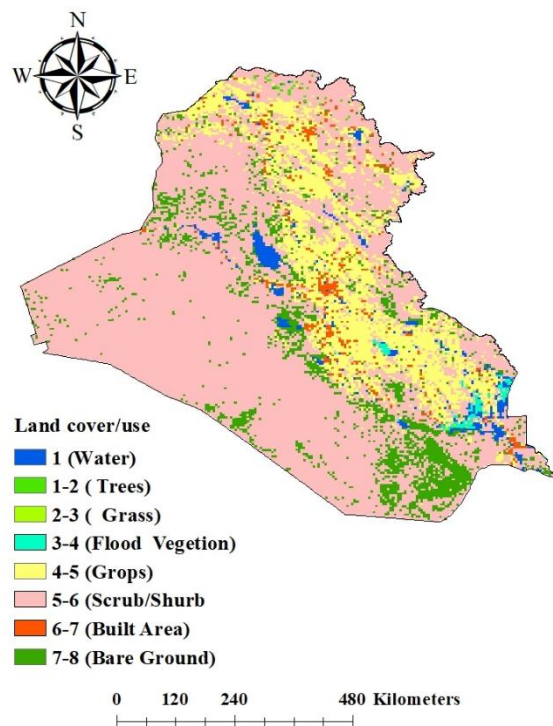 N
W E
S
Land cover/use
1 (Water)
1-2 ( Trees)
2-3 ( Grass)
3-4 (Flood Vegetion)
4-5 (Grops)
5-6 (Scrub/Shurb
6-7 (Built Area)
7-8 (Bare Ground)
0 120 240 480 Kilometers